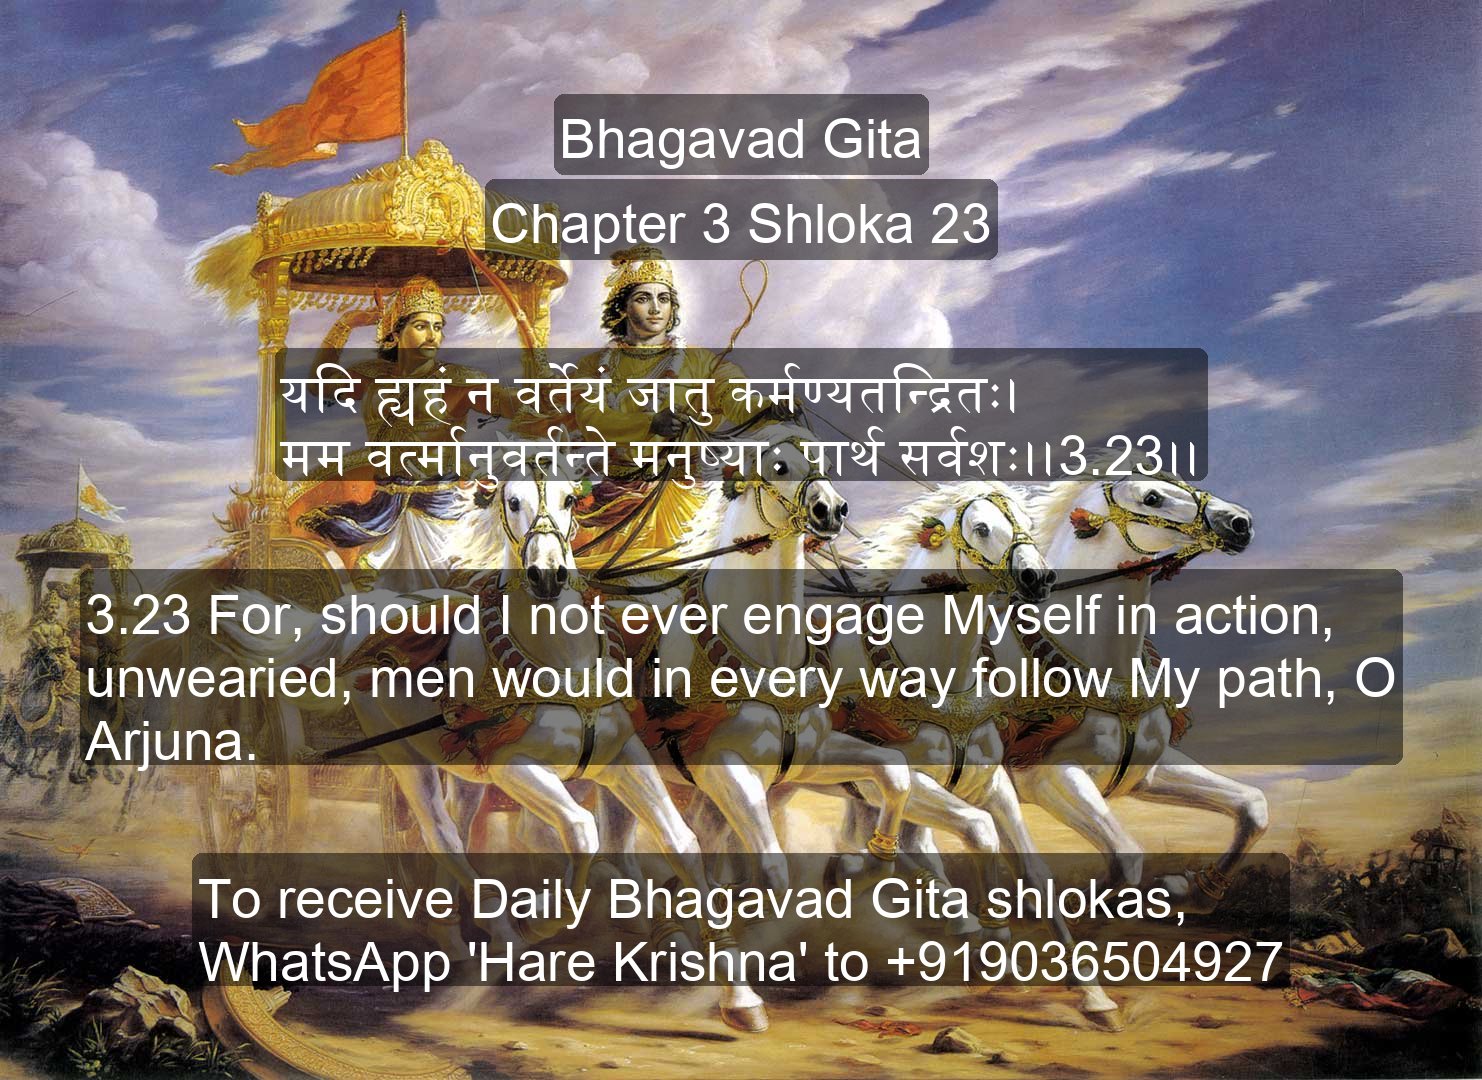 Bhagavad Gita
Chapter 3 Shloka 23
यदि ह्यहं न वर्तेयं जातु कर्मण्यतन्द्रितः।
मम वर्त्मानुवर्तन्ते मनुष्याः पार्थ सर्वशः।।3.23।।
3.23 For, should I not ever engage Myself in action,
unwearied, men would in every way follow My path, O
Arjuna.
To receive Daily Bhagavad Gita shlokas,
WhatsApp 'Hare Krishna' to +919036504927